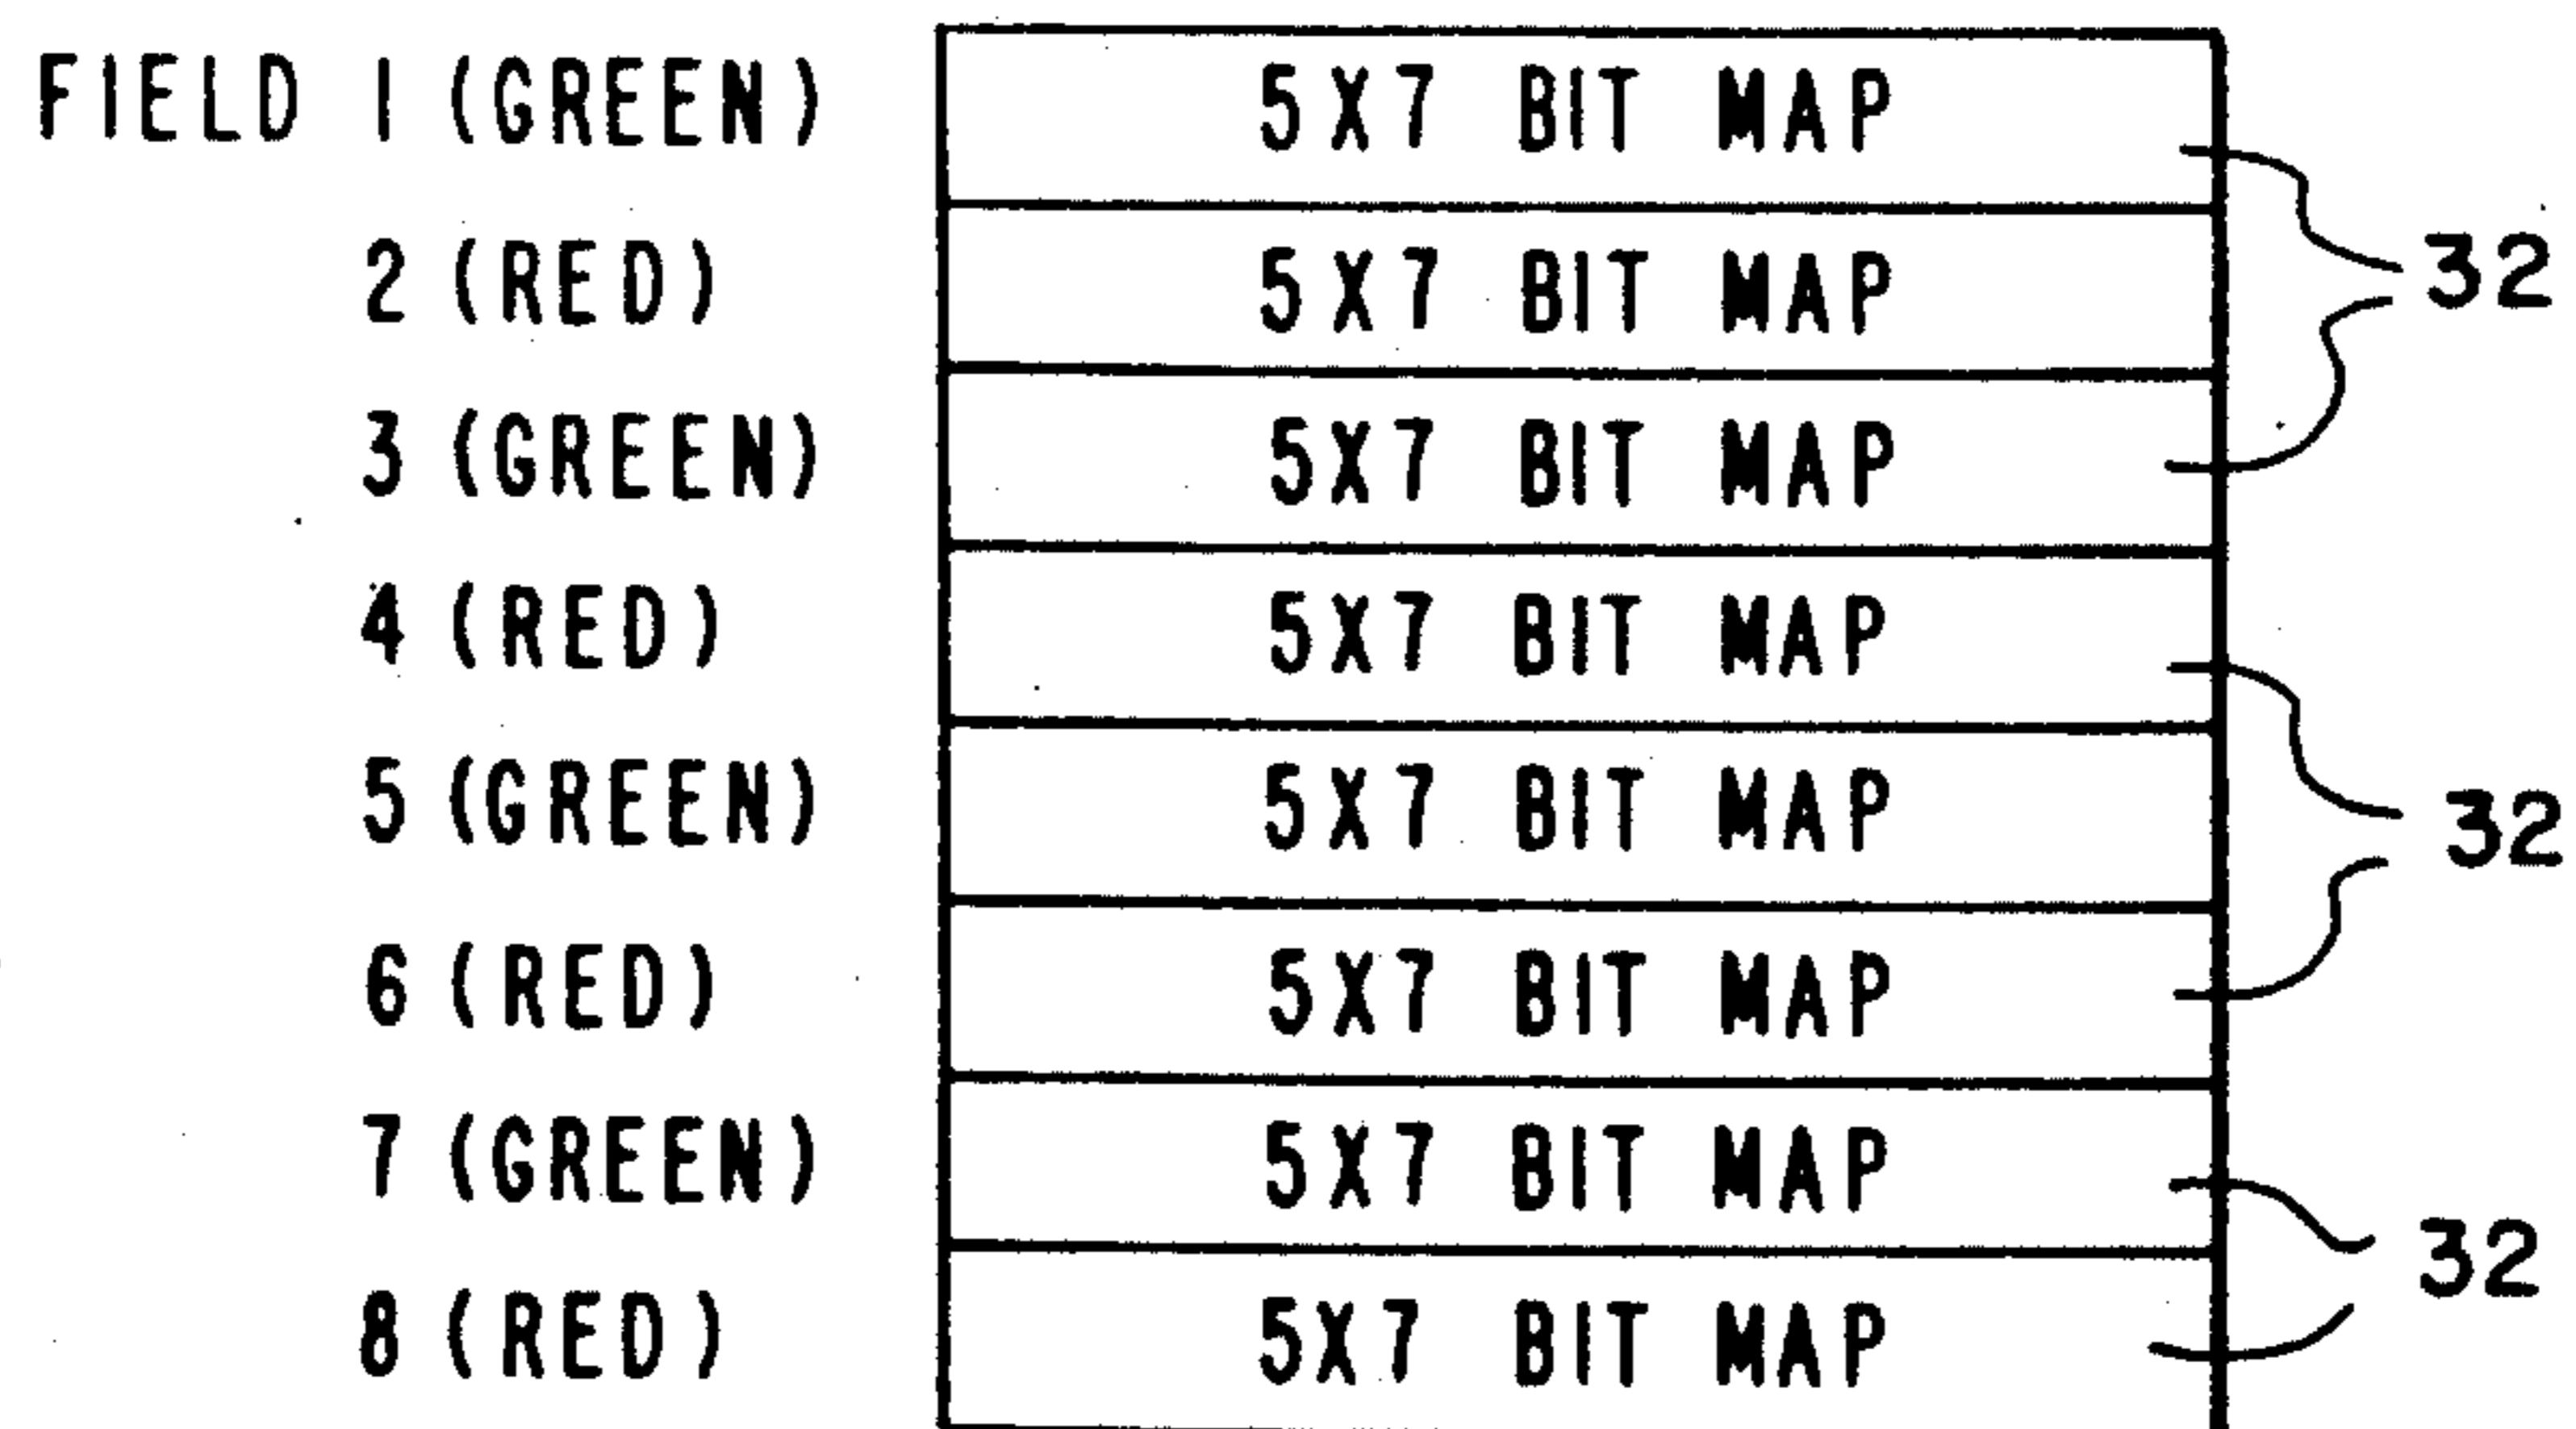 FIELD 1 (GREEN) 5X7 BIT MAP
2 (RED) 5X7 BIT MAP
32
3 (GREEN) 5X7 BIT MAP
4 (RED) 5X7 BIT MAP
5 (GREEN) 5X7 BIT MAP
32
6 (RED) 5X7 BIT MAP
7 (GREEN) 5X7 BIT MAP
32
8 (RED) 5X7 BIT MAP